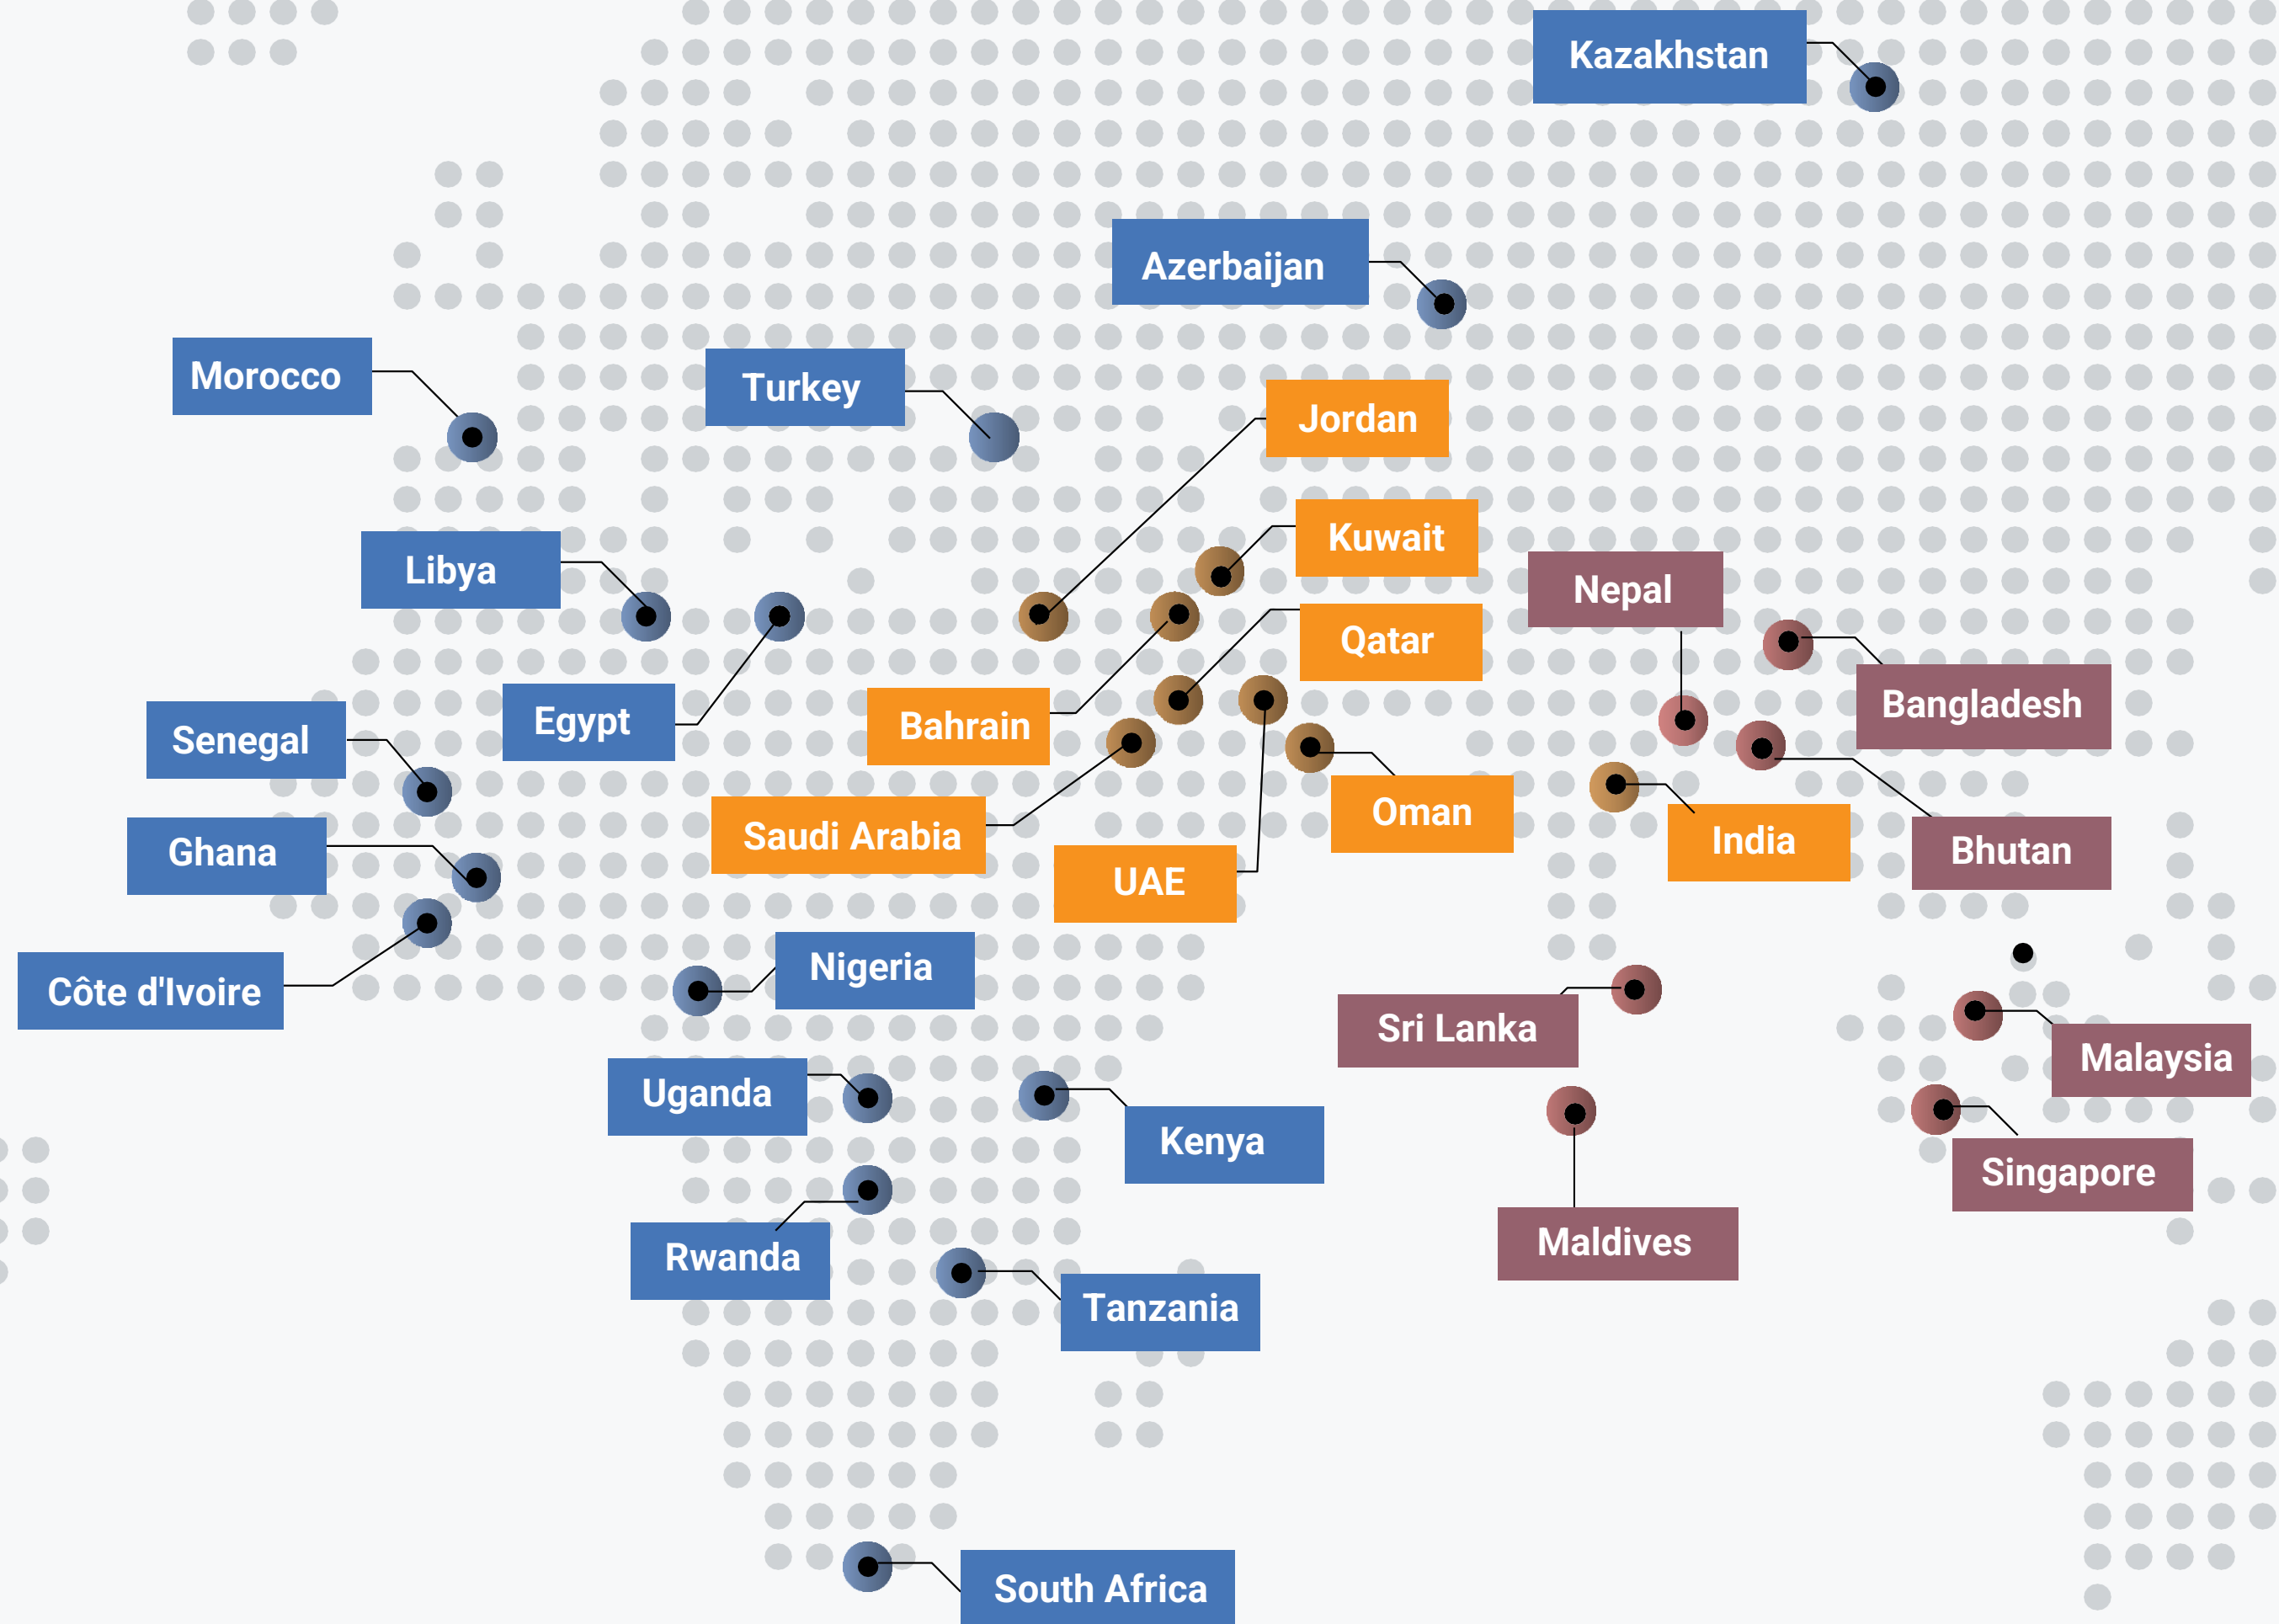 Kazakhstan
Azerbaijan
Morocco
Turkey
Jordan
Kuwait
Libya
Nepal
Qatar
Bangladesh
Egypt
Bahrain
Senegal
Oman
Saudi Arabia
India
Ghana
Bhutan
UAE
Nigeria
Côte d'Ivoire
Sri Lanka
Malaysia
Uganda
Kenya
Singapore
Maldives
Rwanda
Tanzania
South Africa